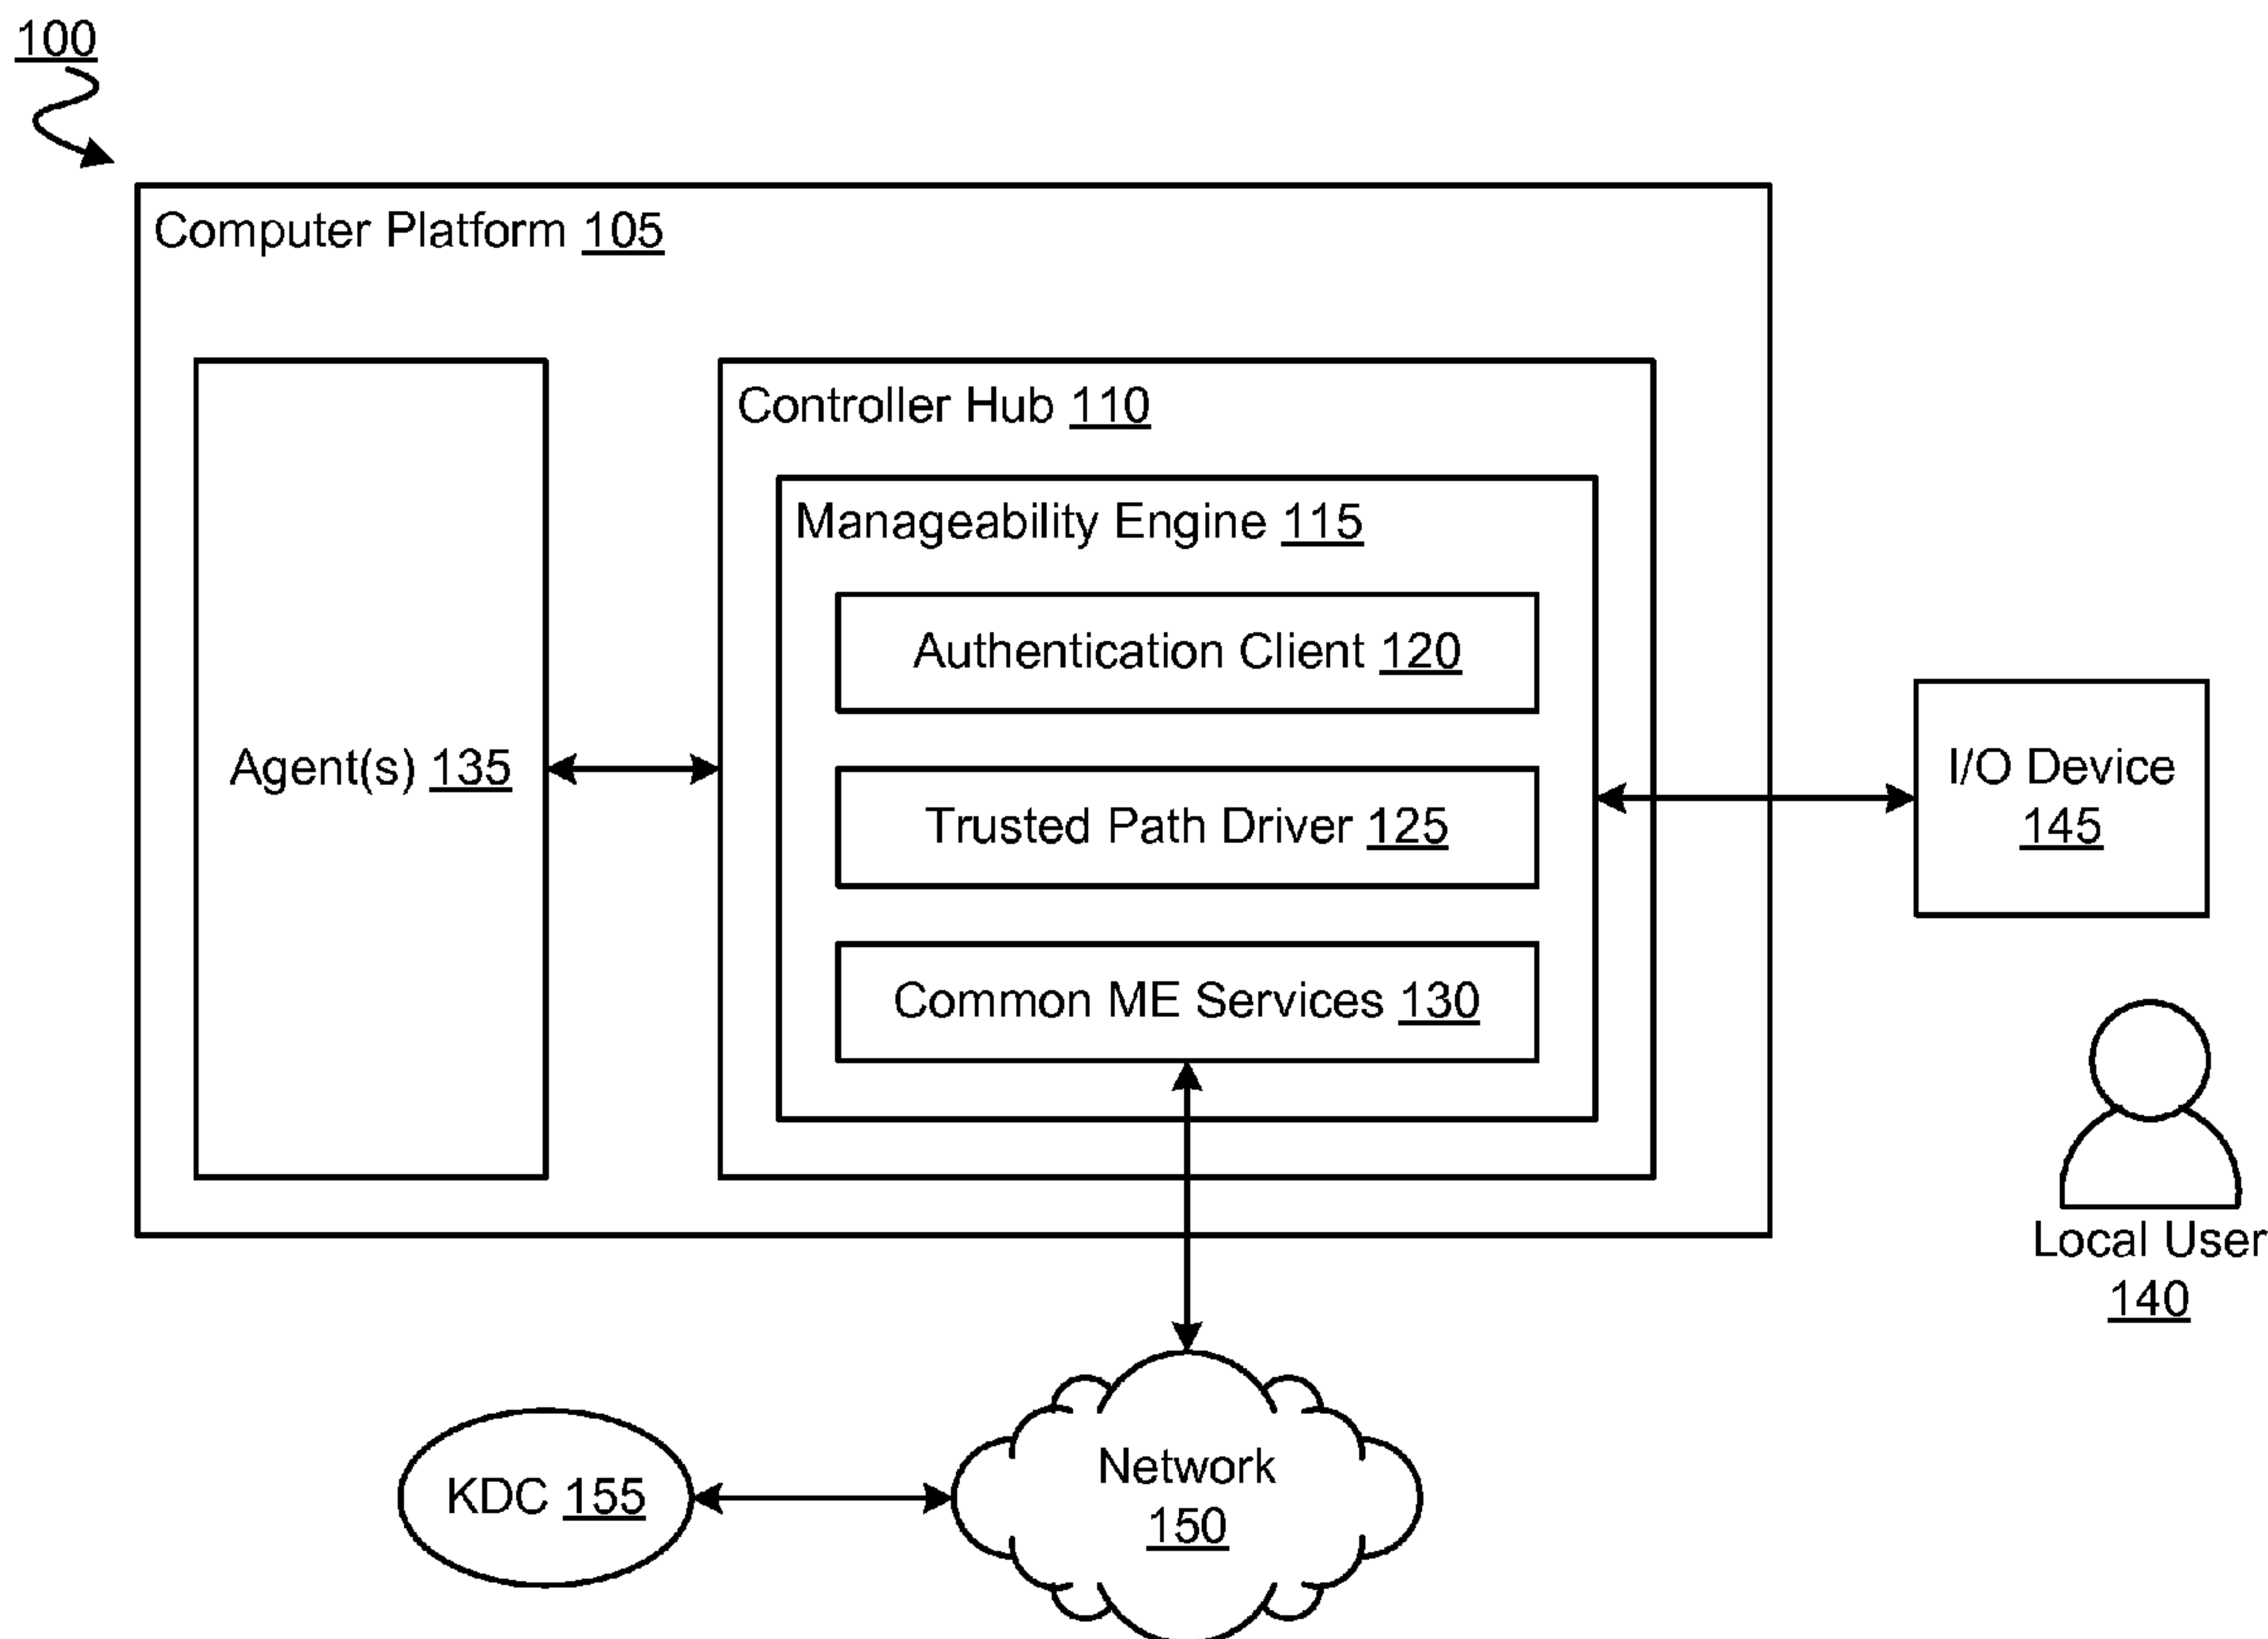 100
Computer Platform 105
Controller Hub 110
Manageability Engine 115
Authentication Client 120
Agent(s) 135
Trusted Path Driver 125
I/O Device
145
Common ME Services 130
Local User
140
KDC 155
Network
150